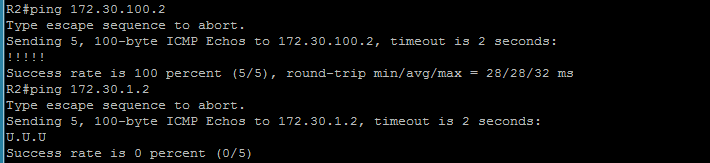 R2#ping 172.30.100.2
Type escape sequence to abort.
Sending 5, 100-byte ICMP Echos to 172.30.100.2, timeout is 2 seconds:
!!!!!
Success rate is 100 percent (5/5), round-trip min/avg/max = 28/28/32 ms
R2#ping 172.30.1.2
Type escape sequence to abort.
Sending 5, 100-byte ICMP Echos to 172.30.1.2, timeout is 2 seconds:
U.U.U
Success rate is 0 percent (0/5)